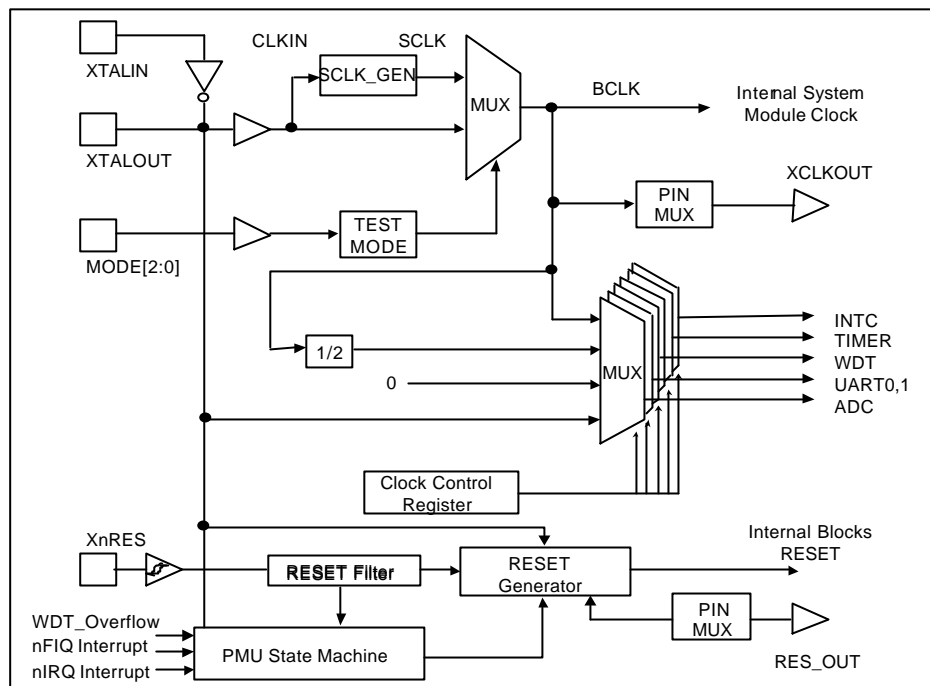 XTALIN
CLKIN
SCLK
SCLK_GEN
MUX
BCLK
Internal System
Module Clock
XTALOUT
XCLKOUT
PIN
MUX
TEST
MODE
MODE[2:0]
1/2
0
MUX
INTC
TIMER
WDT
UART0,1
ADC
Clock Control
Register
XnRES
RESET Filter
RESET
Generator
Internal Blocks
RESET
WDT_Overflow
nFIQ Interrupt
nIRQ Interrupt
PMU State Machine
PIN
MUX
RES_OUT